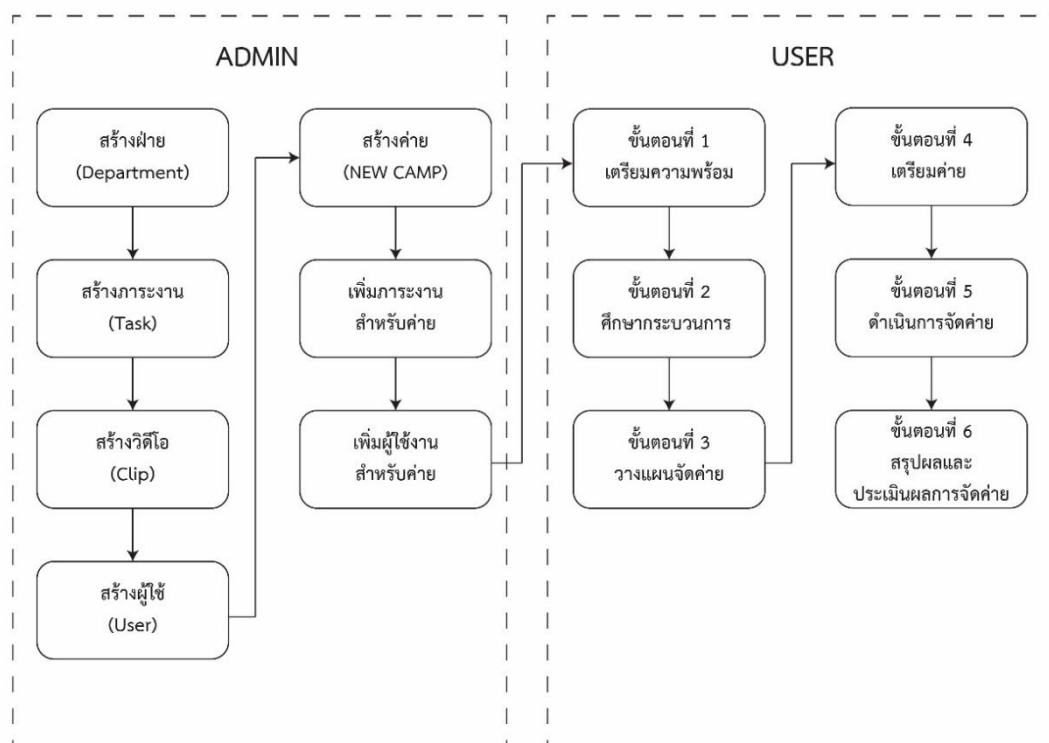 ADMIN
สร้างฝ่าย
(Department)
สร้างภาระงาน
(Task)
สร้างวิดีโอ
(Clip)
สร้างผู้ใช้
(User)
สร้างค่าย
(NEW CAMP)
เพิ่มภาระงาน
สำหรับค่าย
เพิ่มผู้ใช้งาน
สำหรับค่าย
USER
ขั้นตอนที่ 1
เตรียมความพร้อม
ขั้นตอนที่ 2
ศึกษากระบวนการ
ขั้นตอนที่ 3
วางแผนจัดค่าย
ขั้นตอนที่ 4
เตรียมค่าย
ขั้นตอนที่ 5
ดำเนินการจัดค่าย
ขั้นตอนที่ 6
สรุปผลและ
ประเมินผลการจัดค่าย